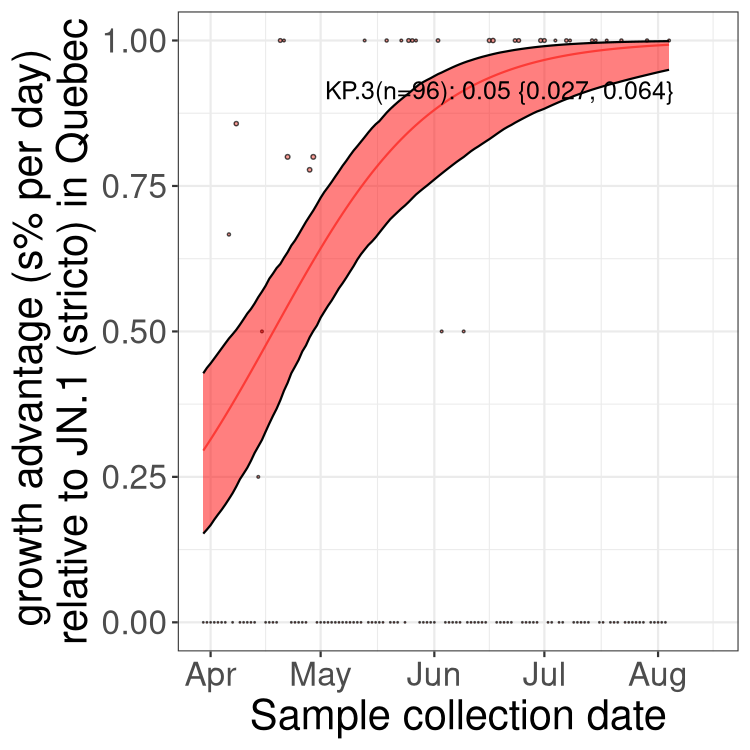 growth advantage (s% per day)
relative to JN.1 (stricto) in Quebec
1.00
0.75
0.50
0.25
0.00
KP.3(n=96): 0.05 {0.027, 0.064}
Apr May Jun Jul Aug
Sample collection date